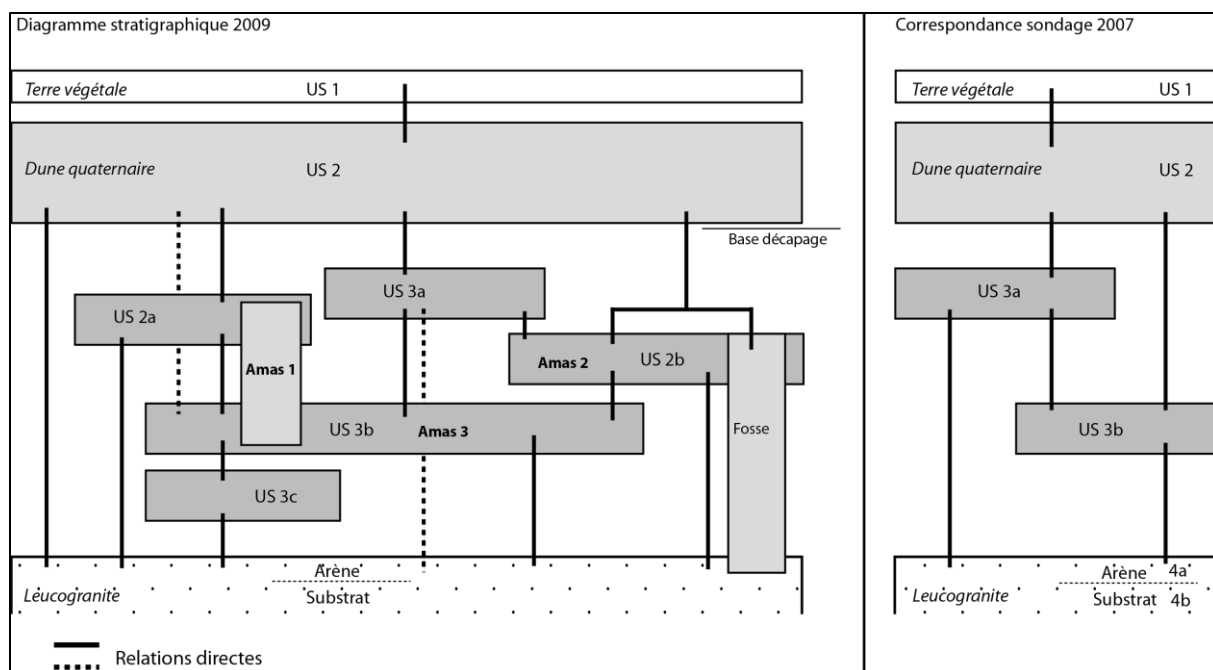 Diagramme stratigraphique 2009
Terre végétale US 1
Dune quaternaire US 2
Base décapage
US 3a
US 2a
Amas 1
Amas 2 US 2b
US 3b Amas 3
Fosse
US 3c
Arène
Leucogranite Substrat
Relations directes
Correspondance sondage 2007
Terre végétale US 1
Dune quaternaire US 2
US 3a
US 3b
Arène 4a
Leucogranite Substrat 4b